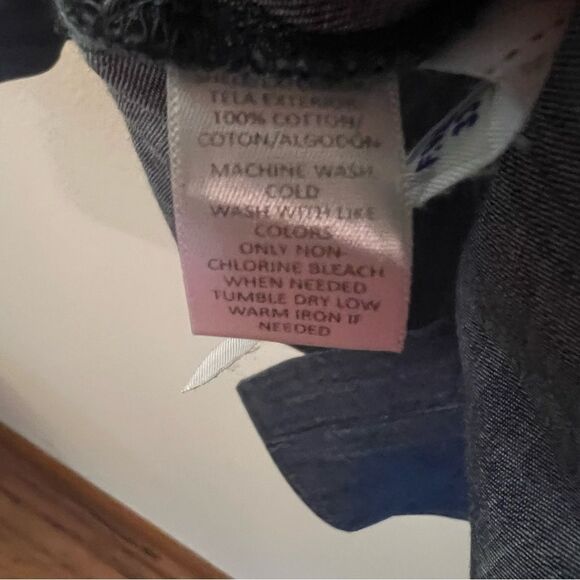 TELA EXTERIOR
100% COTTON/
COTON/ALGODÓN
MACHINE WASH
COLD
WASH WITH LIKE
COLORS
ONLY NON-
CHLORINE BLEACH
WHEN NEEDED
TUMBLE DRY LOW
WARM IRON IF
NEEDED